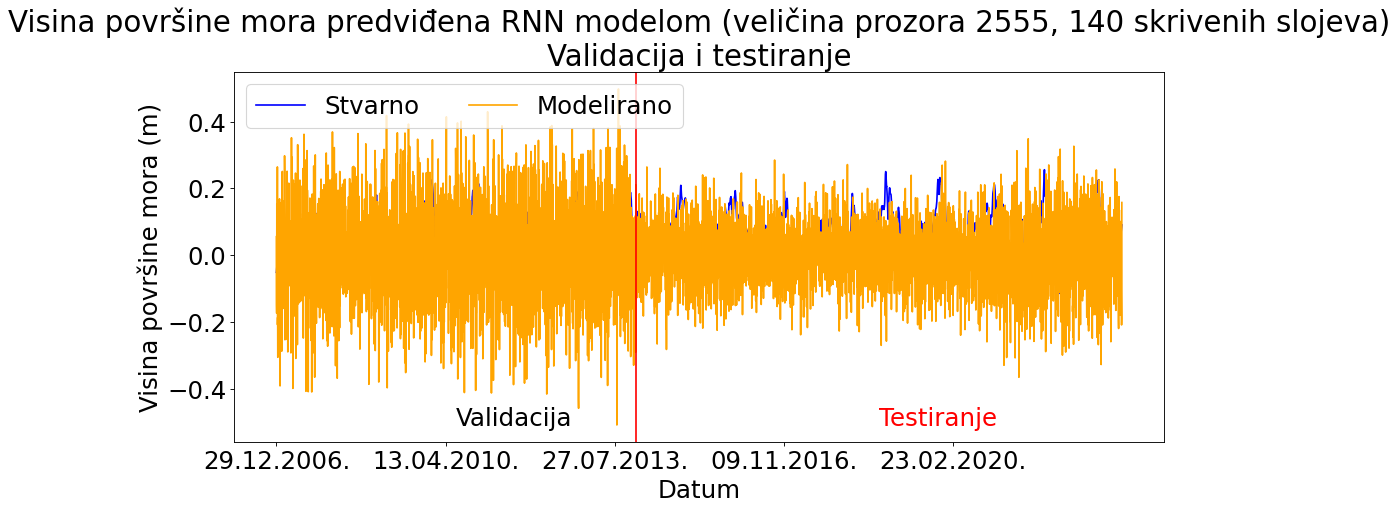 Visina površine mora predviđena RNN modelom (veličina prozora 2555, 140 skrivenih slojeva)
Validacija i testiranje
Stvarno
Modelirano
Visina površine mora (m)
0.4
0.2
0.0
−0.2
−0.4
Validacija
Testiranje
29.12.2006.
13.04.2010.
27.07.2013.
09.11.2016.
23.02.2020.
Datum